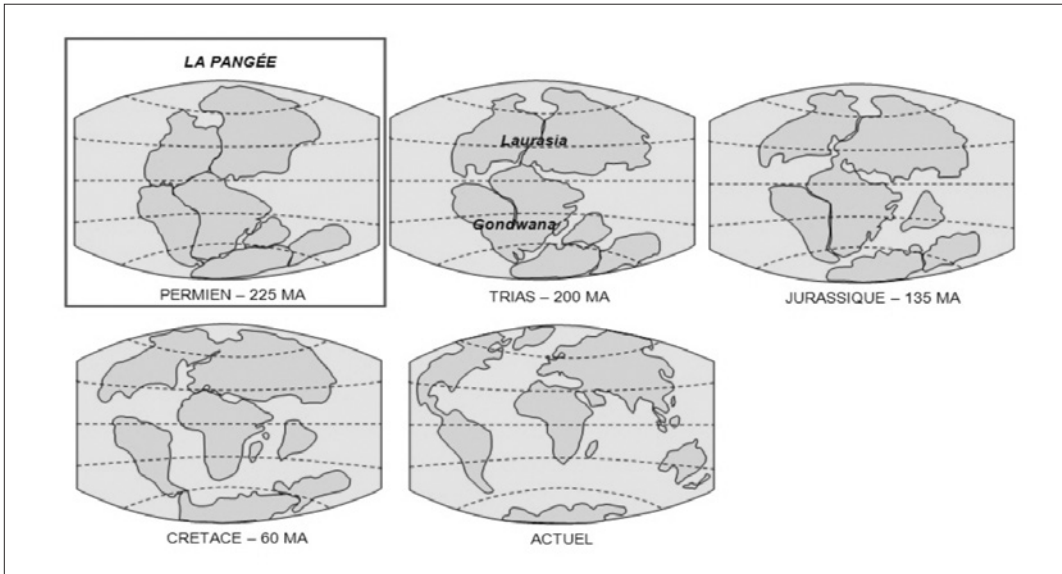 LA PANGÉE
PERMIEN – 225 MA
Laurasia
Gondwana
TRIAS – 200 MA
JURASSIQUE – 135 MA
CRETACE – 60 MA
ACTUEL